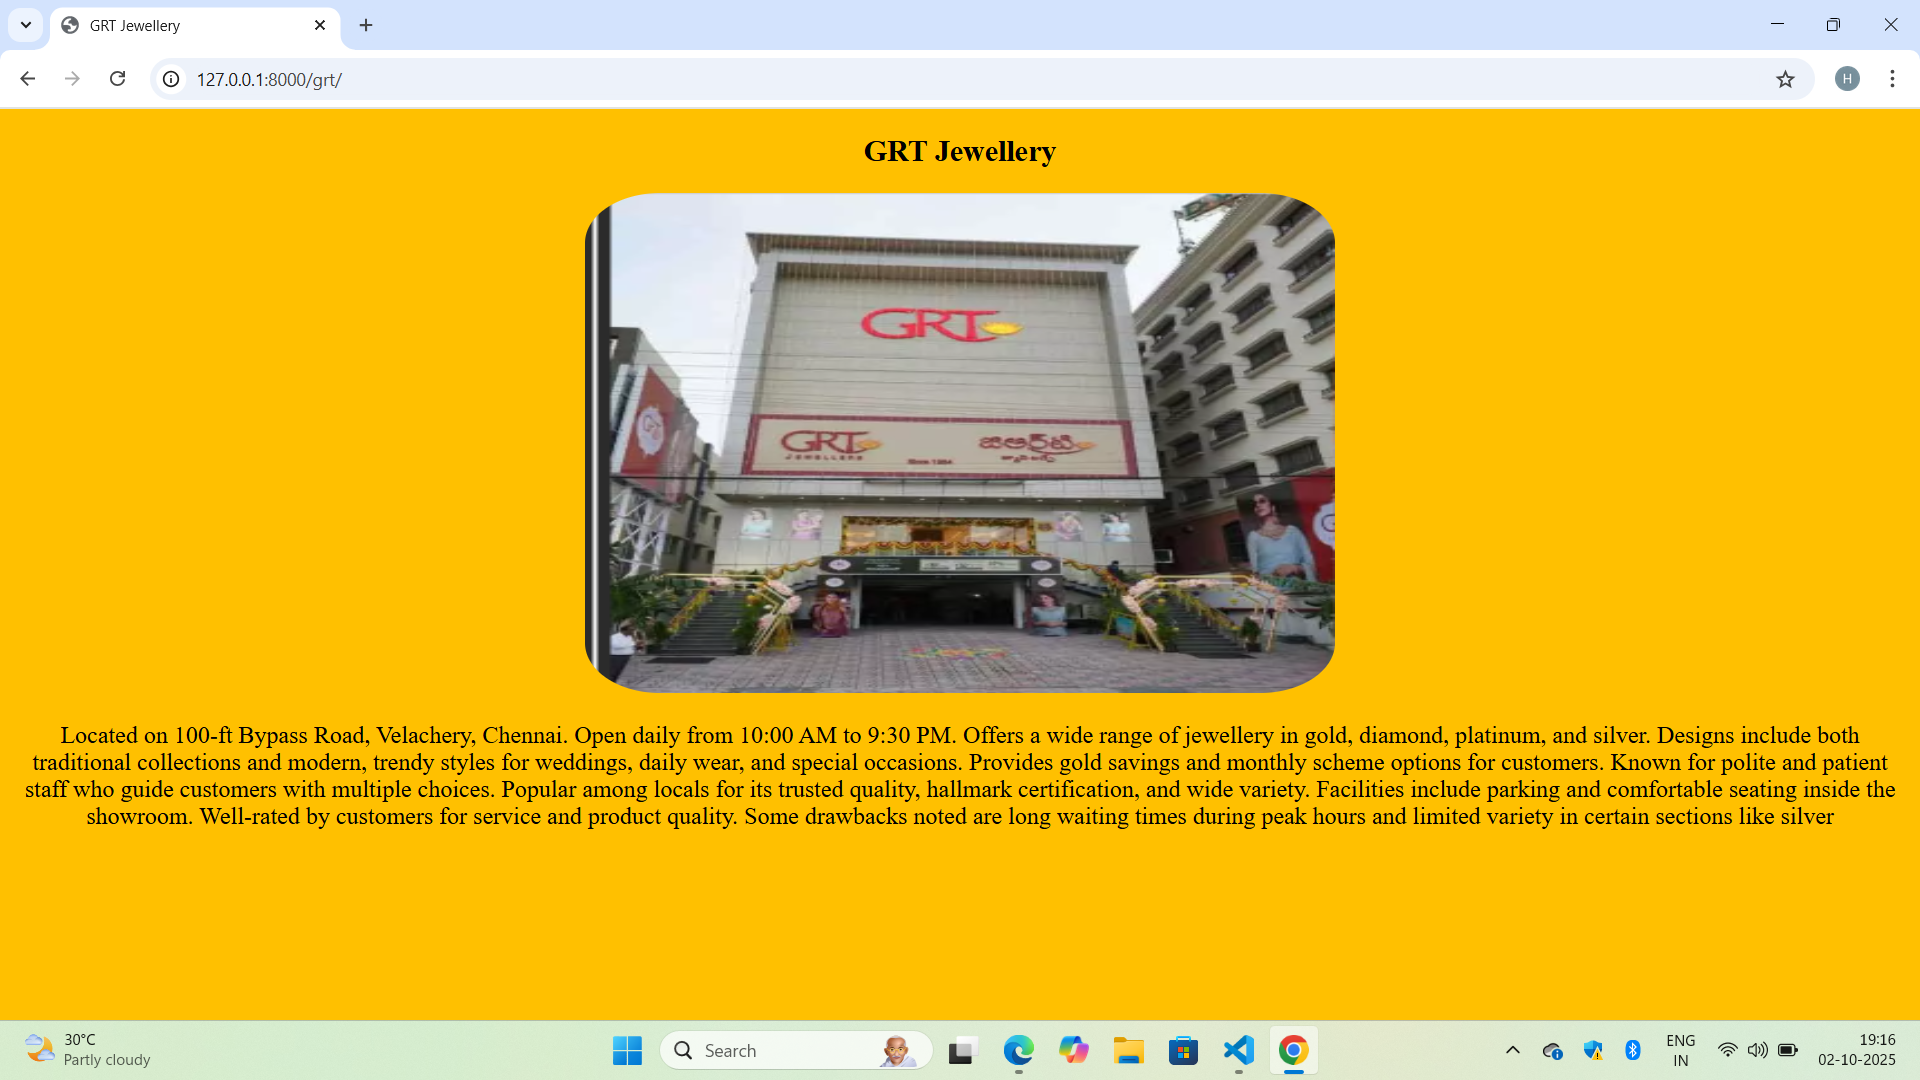 GRT Jewellery
127.0.0.1:8000/grt/
H
GRT Jewellery
GRT
GRT
JEWELLERS
జిఆర్‌టి
Since 1964
Located on 100-ft Bypass Road, Velachery, Chennai. Open daily from 10:00 AM to 9:30 PM. Offers a wide range of jewellery in gold, diamond, platinum, and silver. Designs include both
traditional collections and modern, trendy styles for weddings, daily wear, and special occasions. Provides gold savings and monthly scheme options for customers. Known for polite and patient
staff who guide customers with multiple choices. Popular among locals for its trusted quality, hallmark certification, and wide variety. Facilities include parking and comfortable seating inside the
showroom. Well-rated by customers for service and product quality. Some drawbacks noted are long waiting times during peak hours and limited variety in certain sections like silver
30°C
Partly cloudy
Search
ENG
IN
19:16
02-10-2025